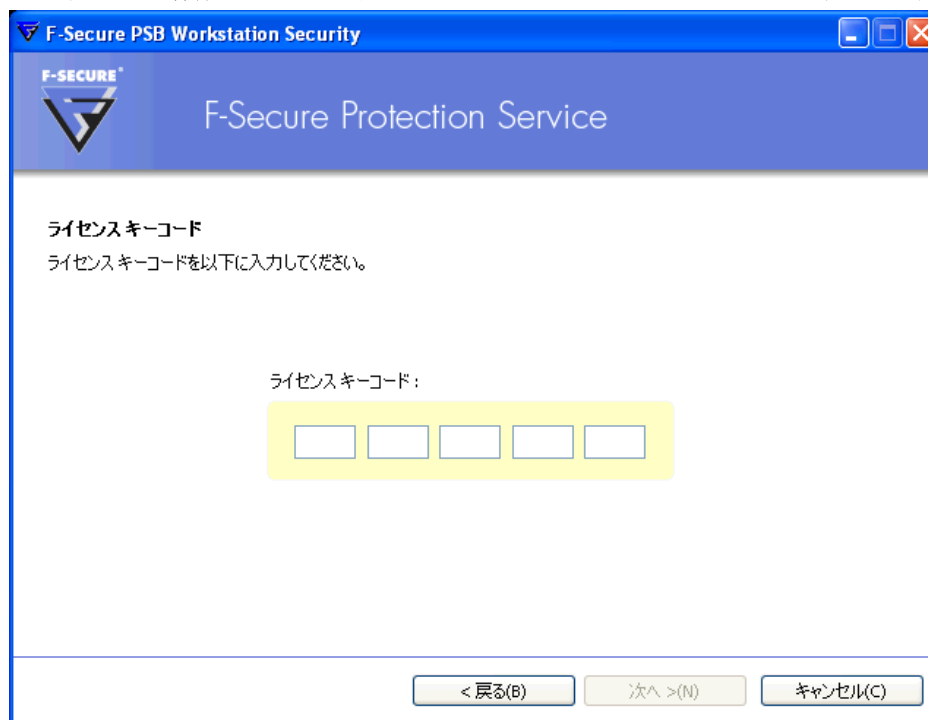 F-Secure PSB Workstation Security
F-SECURE®
F-Secure Protection Service
ライセンス キーコード
ライセンス キーコードを以下に入力してください。
ライセンス キーコード :
< 戻る(B) 次へ >(N) キャンセル(C)